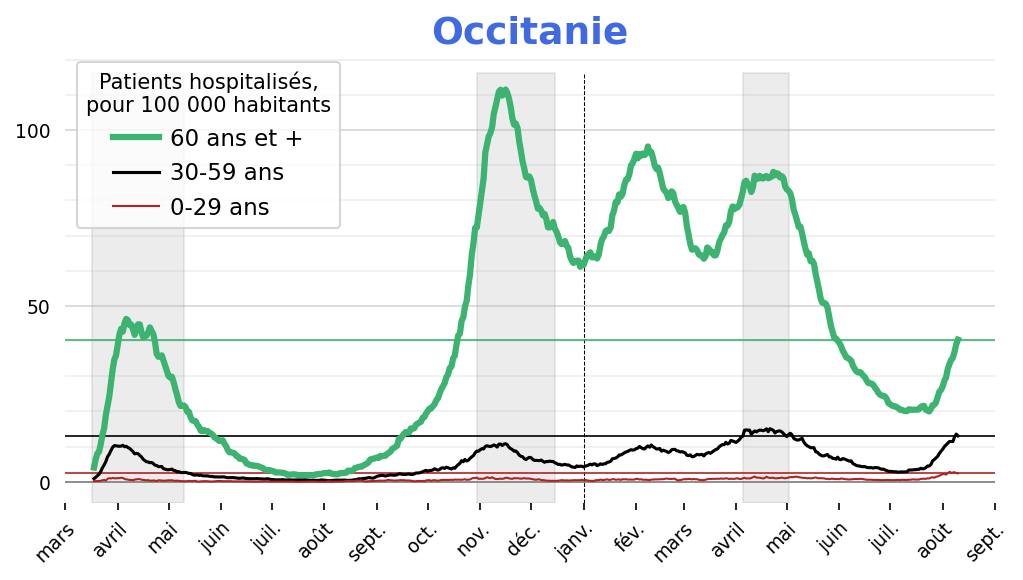 Occitanie
Patients hospitalisés,
pour 100 000 habitants
60 ans et +
30-59 ans
0-29 ans
100
50
0
mars
avril
mai
juin
juil.
août
sept.
oct.
nov.
déc.
janv.
fév.
mars
avril
mai
juin
juil.
août
sept.